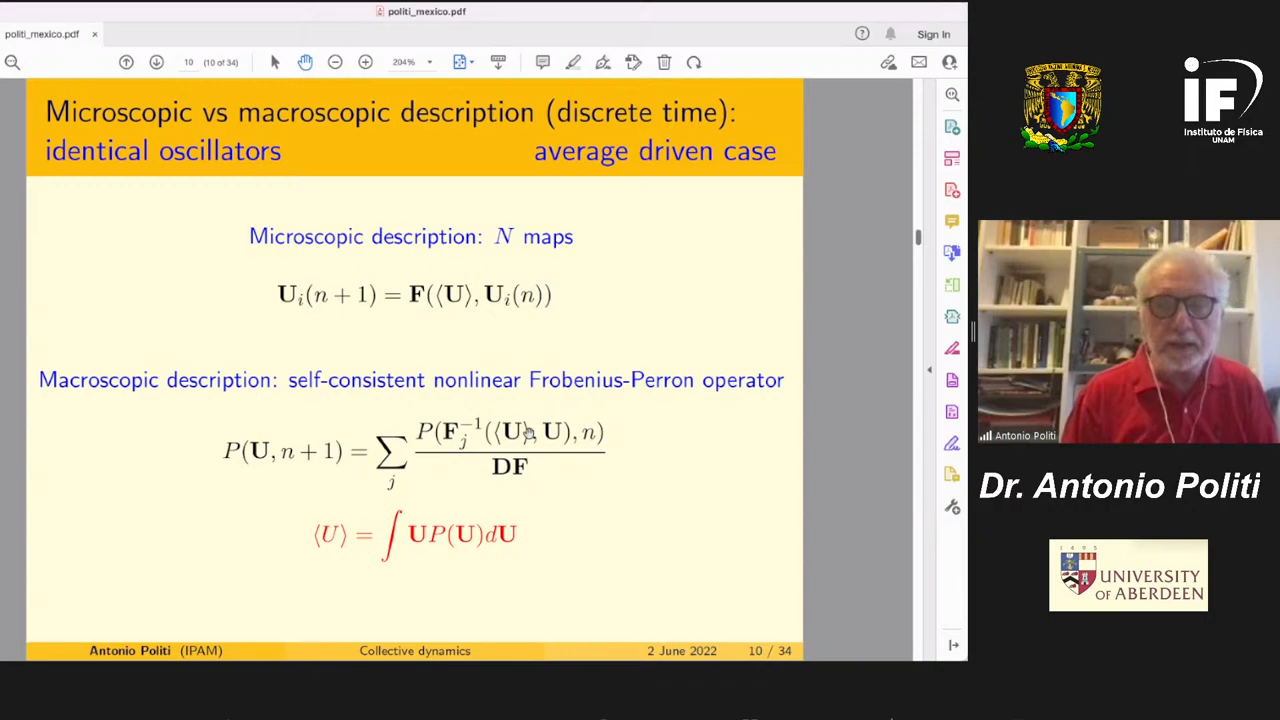 politi_mexico.pdf
politi_mexico.pdf ×
Sign In
10 (10 of 34) 204%
Microscopic vs macroscopic description (discrete time):
identical oscillators average driven case
Microscopic description: N maps
U_i(n + 1) = F(⟨U⟩, U_i(n))
Macroscopic description: self-consistent nonlinear Frobenius-Perron operator
P(U, n + 1) = ∑_j P(F_j^{-1}(⟨U⟩, U), n) / DF
⟨U⟩ = ∫ UP(U)dU
Antonio Politi (IPAM) Collective dynamics 2 June 2022 10 / 34
iF
Instituto de Física
UNAM
Antonio Politi
Dr. Antonio Politi
1495
UNIVERSITY
OF ABERDEEN